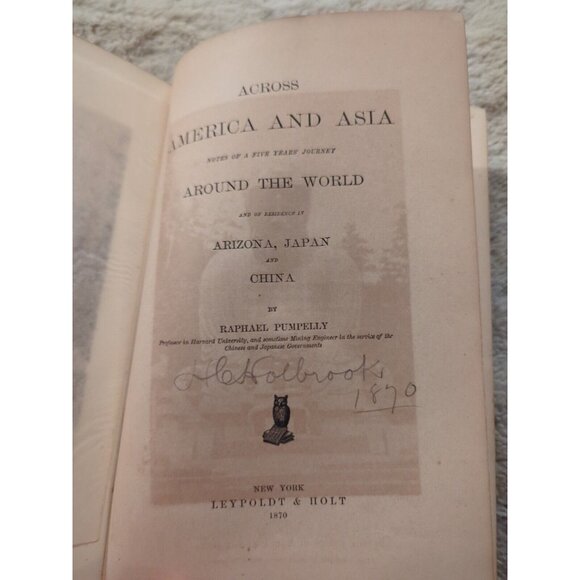 ACROSS
AMERICA AND ASIA
NOTES OF A FIVE YEARS' JOURNEY
AROUND THE WORLD
AND OF RESIDENCE IN
ARIZONA, JAPAN
AND
CHINA
BY
RAPHAEL PUMPELLY
Professor in Harvard University, and sometime Mining Engineer in the service of the
Chinese and Japanese Governments
H C Holbrook
1870
NEW YORK
LEYPOLDT & HOLT
1870